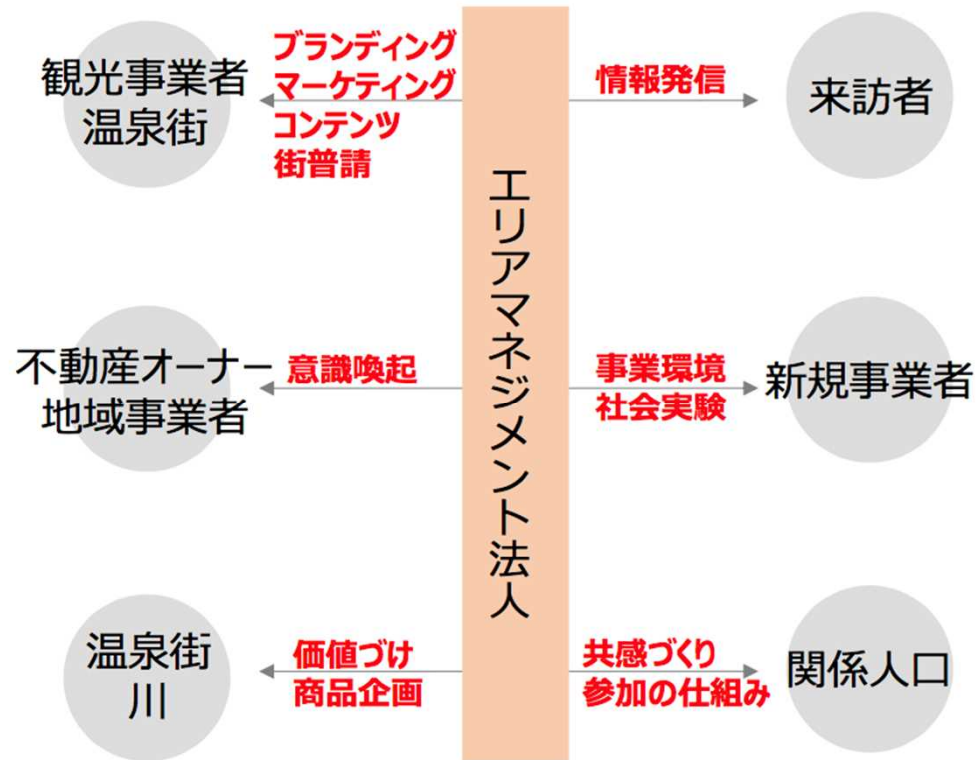 観光事業者
温泉街
ブランディング
マーケティング
コンテンツ
街普請
情報発信
来訪者
エリアマネジメント法人
不動産オーナー
地域事業者
意識喚起
事業環境
社会実験
新規事業者
温泉街
川
価値づけ
商品企画
共感づくり
参加の仕組み
関係人口